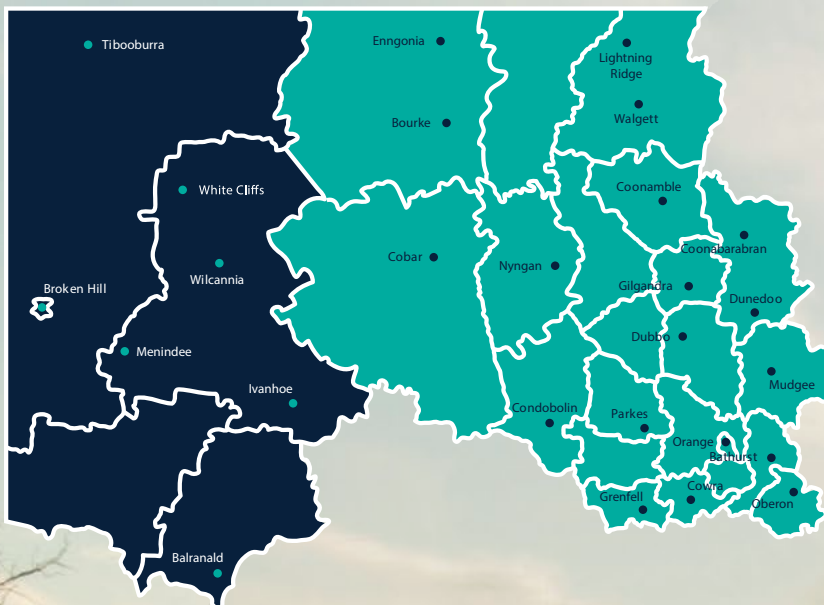 Tibooburra
Enngonia
Lightning
Ridge
Bourke
Walgett
White Cliffs
Coonamble
Coonabarabran
Cobar
Nyngan
Wilcannia
Gilgandra
Broken Hill
Dunedoo
Dubbo
Menindee
Mudgee
Ivanhoe
Condobolin
Parkes
Orange
Bathurst
Cowra
Grenfell
Oberon
Balranald